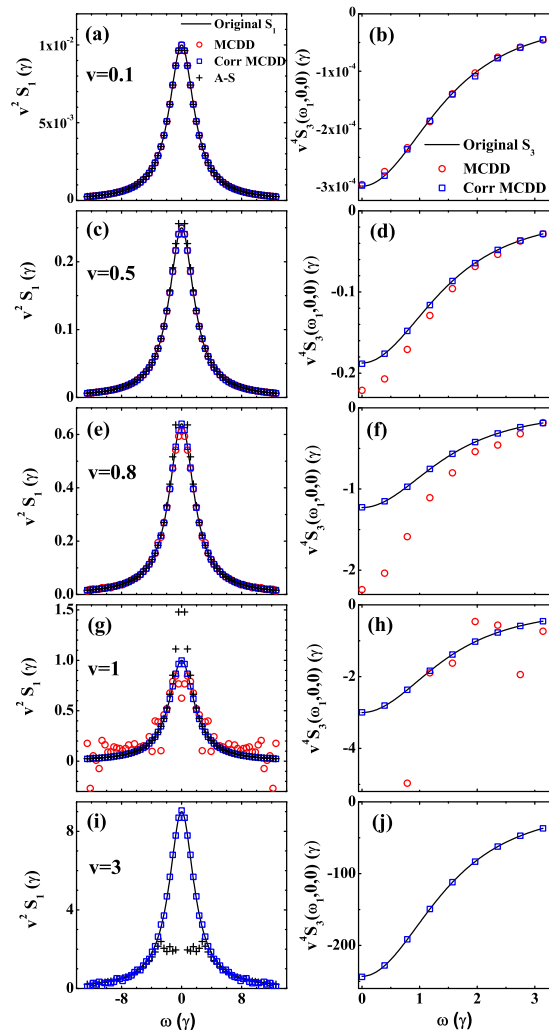 (a)
v=0.1
Original S₁
MCDD
Corr MCDD
A-S
v² S₁ (γ)
1x10⁻²
5x10⁻³
0
(b)
Original S₃
MCDD
Corr MCDD
v⁴S₃(ω₁,0,0) (γ)
0
-1x10⁻⁴
-2x10⁻⁴
-3x10⁻⁴
(c)
v=0.5
v² S₁ (γ)
0.2
0.1
0
(d)
v⁴S₃(ω₁,0,0) (γ)
0
-0.1
-0.2
(e)
v=0.8
v² S₁ (γ)
0.6
0.4
0.2
0.0
(f)
v⁴S₃(ω₁,0,0) (γ)
0
-1
-2
(g)
v=1
v² S₁ (γ)
1.5
1.0
0.5
0
(h)
v⁴S₃(ω₁,0,0) (γ)
0
-2
-4
(i)
v=3
v² S₁ (γ)
8
6
4
2
0
-8 0 8
ω (γ)
(j)
v⁴S₃(ω₁,0,0) (γ)
0
-100
-200
0 1 2 3
ω (γ)